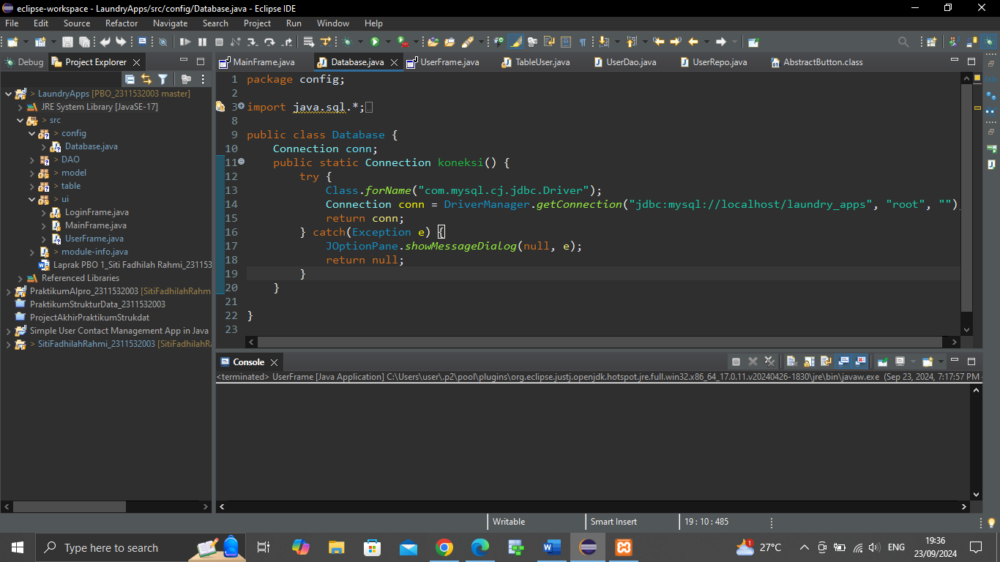 eclipse-workspace - LaundryApps/src/config/Database.java - Eclipse IDE
File Edit Source Refactor Navigate Search Project Run Window Help
Debug Project Explorer
LaundryApps [PBO_2311532003 master]
JRE System Library [JavaSE-17]
src
config
Database.java
DAO
model
table
ui
LoginFrame.java
MainFrame.java
UserFrame.java
module-info.java
Laprak PBO 1_Siti Fadhilah Rahmi_231153
Referenced Libraries
PraktikumAlpro_2311532003 [SitiFadhilahRahm
PraktikumStrukturData_2311532003
ProjectAkhirPraktikumStrukdat
Simple User Contact Management App in Java
SitiFadhilahRahmi_2311532003 [SitiFadhilahRa
MainFrame.java Database.java UserFrame.java TableUser.java UserDao.java UserRepo.java AbstractButton.class
1 package config;
2
3 import java.sql.*;
8
9 public class Database {
10 Connection conn;
11 public static Connection koneksi() {
12 try {
13 Class.forName("com.mysql.cj.jdbc.Driver");
14 Connection conn = DriverManager.getConnection("jdbc:mysql://localhost/laundry_apps", "root", "")
15 return conn;
16 } catch(Exception e) {
17 JOptionPane.showMessageDialog(null, e);
18 return null;
19 }
20 }
21
22 }
23
Console
<terminated> UserFrame [Java Application] C:\Users\user\.p2\pool\plugins\org.eclipse.justj.openjdk.hotspot.jre.full.win32.x86_64_17.0.11.v20240426-1830\jre\bin\javaw.exe (Sep 23, 2024, 7:17:57 PM
Writable Smart Insert 19 : 10 : 485
Type here to search
27°C ENG 19:36
23/09/2024